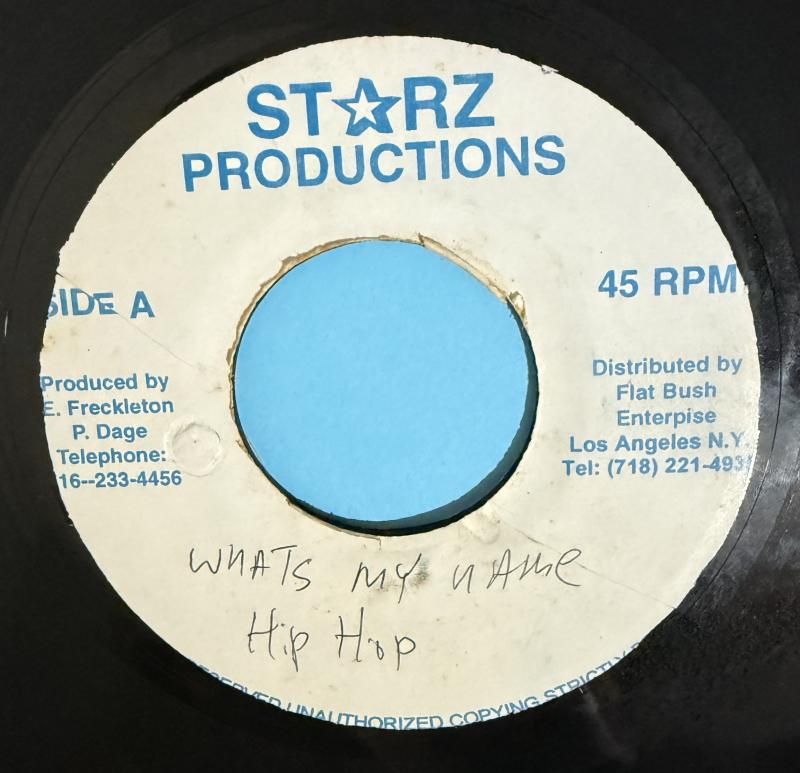 ST☆RZ
PRODUCTIONS
SIDE A
45 RPM
Produced by
E. Freckleton
P. Dage
Telephone:
16--233-4456
Distributed by
Flat Bush
Enterpise
Los Angeles N.Y.
Tel: (718) 221-493
WHATS MY NAME
Hip Hop
UNAUTHORIZED COPYING STRICTLY